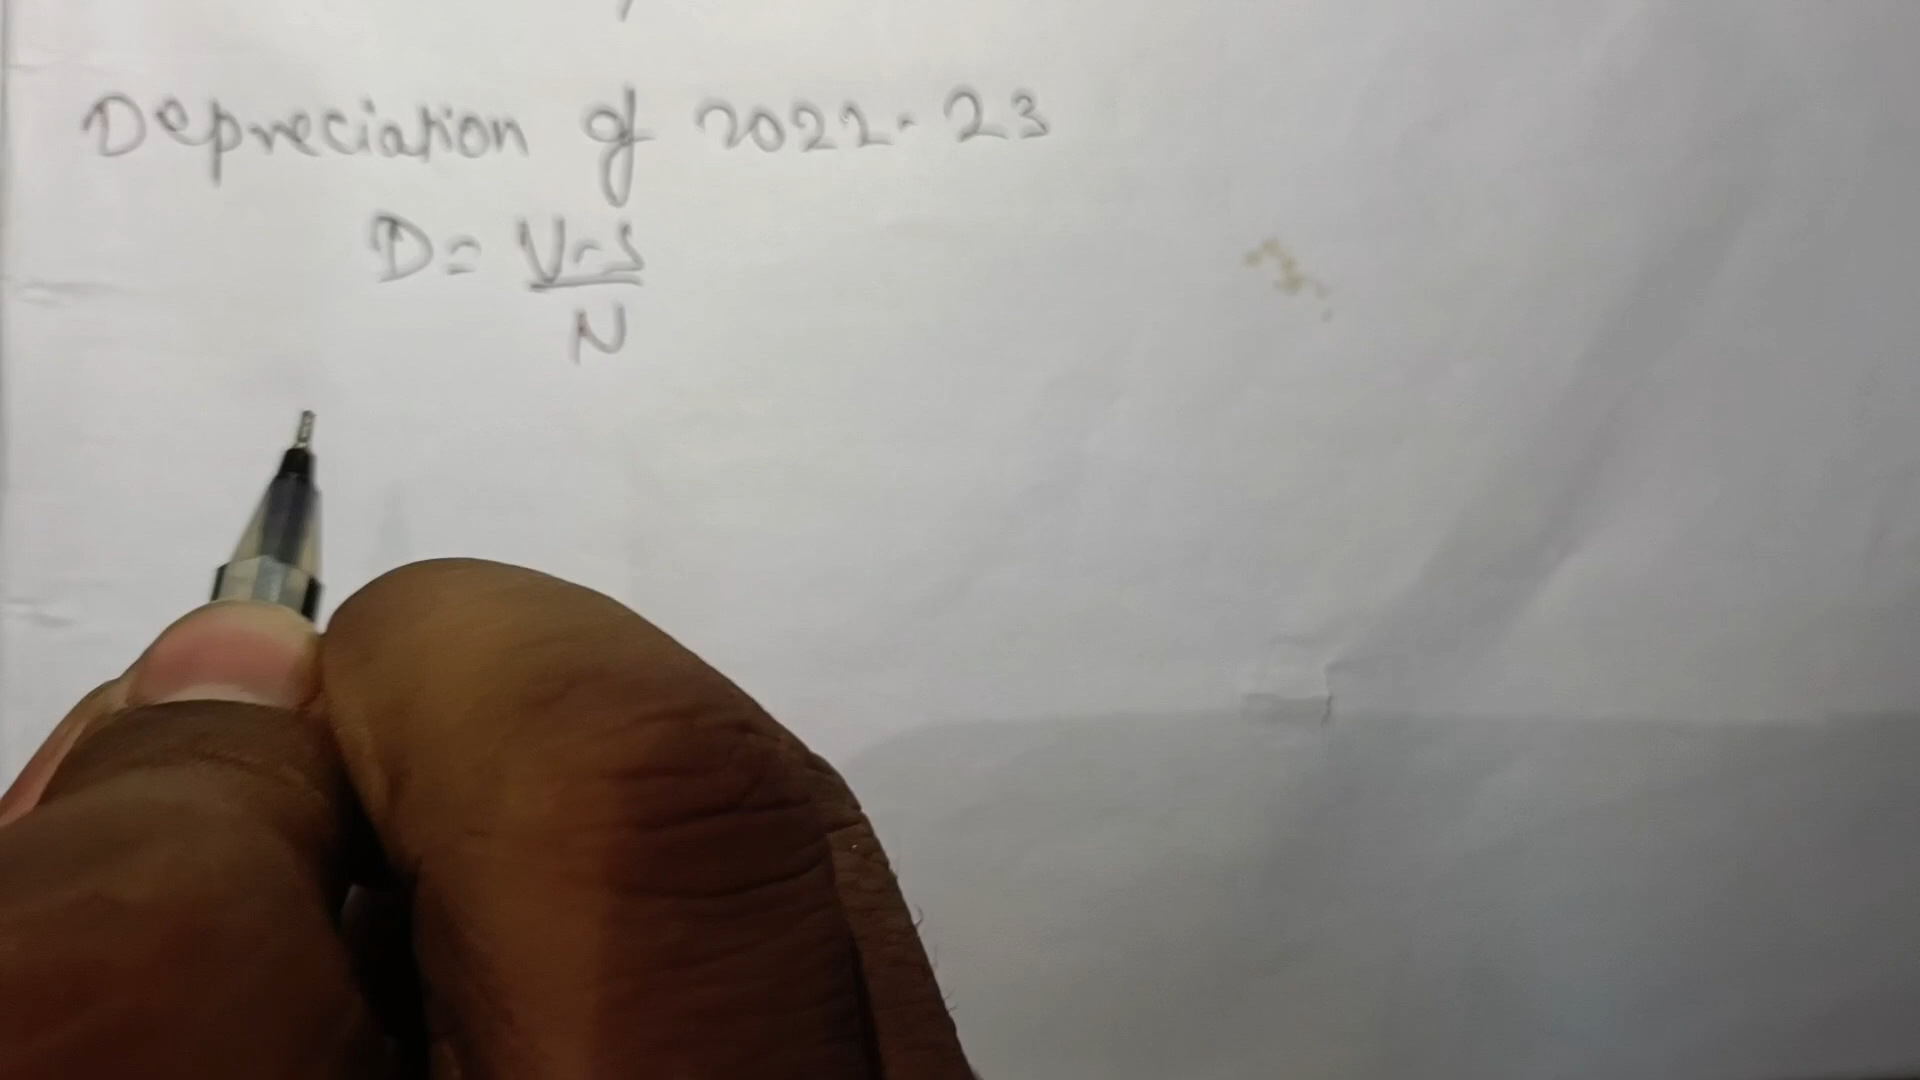 Depreciation of 2022-23
D = V-S
N